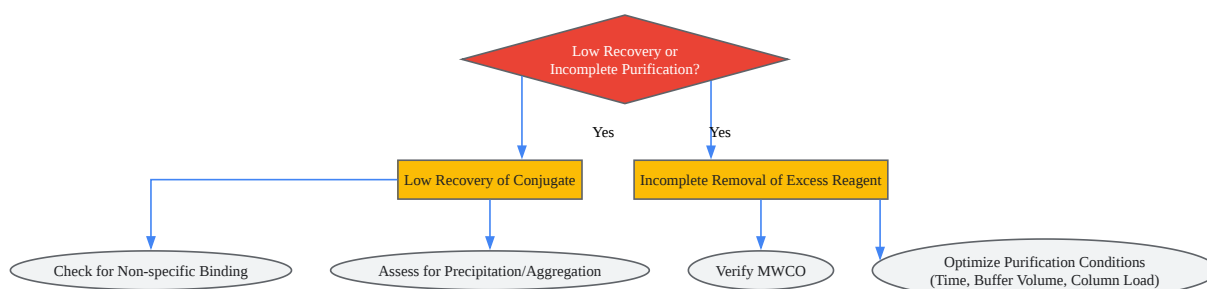 Low Recovery or
Incomplete Purification?
Yes
Yes
Low Recovery of Conjugate
Incomplete Removal of Excess Reagent
Check for Non-specific Binding
Assess for Precipitation/Aggregation
Verify MWCO
Optimize Purification Conditions
(Time, Buffer Volume, Column Load)